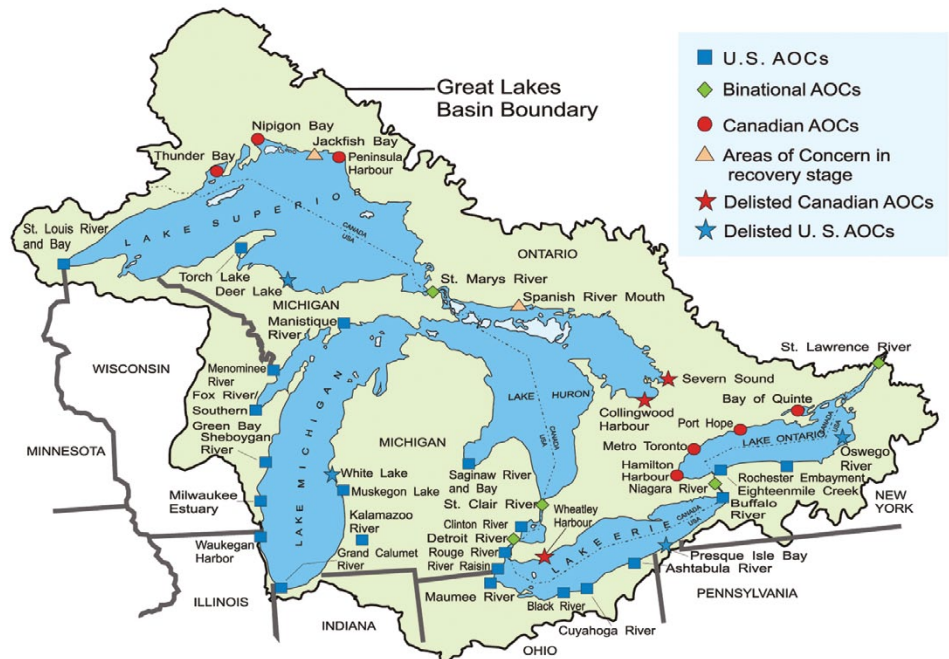 Great Lakes
Basin Boundary
U.S. AOCs
Binational AOCs
Canadian AOCs
Areas of Concern in
recovery stage
Delisted Canadian AOCs
Delisted U.S. AOCs
Nipigon Bay
Jackfish Bay
Thunder Bay
Peninsula
Harbour
LAKE SUPERIO
CANADA
USA
St. Louis River
and Bay
ONTARIO
Torch Lake
Deer Lake
St. Marys River
MICHIGAN
Spanish River Mouth
Manistique
River
WISCONSIN
Menominee
River
Fox River/
Southern
Green Bay
LAKE MICHIGAN
LAKE HURON
CANADA
USA
St. Lawrence River
Severn Sound
Collingwood
Harbour
Bay of Quinte
Port Hope
CANADA
USA
LAKE ONTARIO
Metro Toronto
Oswego
River
MINNESOTA
Sheboygan
River
MICHIGAN
Saginaw River
and Bay
Hamilton
Harbour
Niagara River
Rochester Embayment
Eighteenmile Creek
Buffalo
River
NEW
YORK
White Lake
Muskegon Lake
Milwaukee
Estuary
Kalamazoo
River
St. Clair River
Wheatley
Harbour
Clinton River
Detroit River
Rouge River
River Raisin
LAKE ERIE
CANADA
USA
Waukegan
Harbor
Grand Calumet
River
Maumee River
Presque Isle Bay
Ashtabula River
PENNSYLVANIA
Black River
Cuyahoga River
ILLINOIS
INDIANA
OHIO